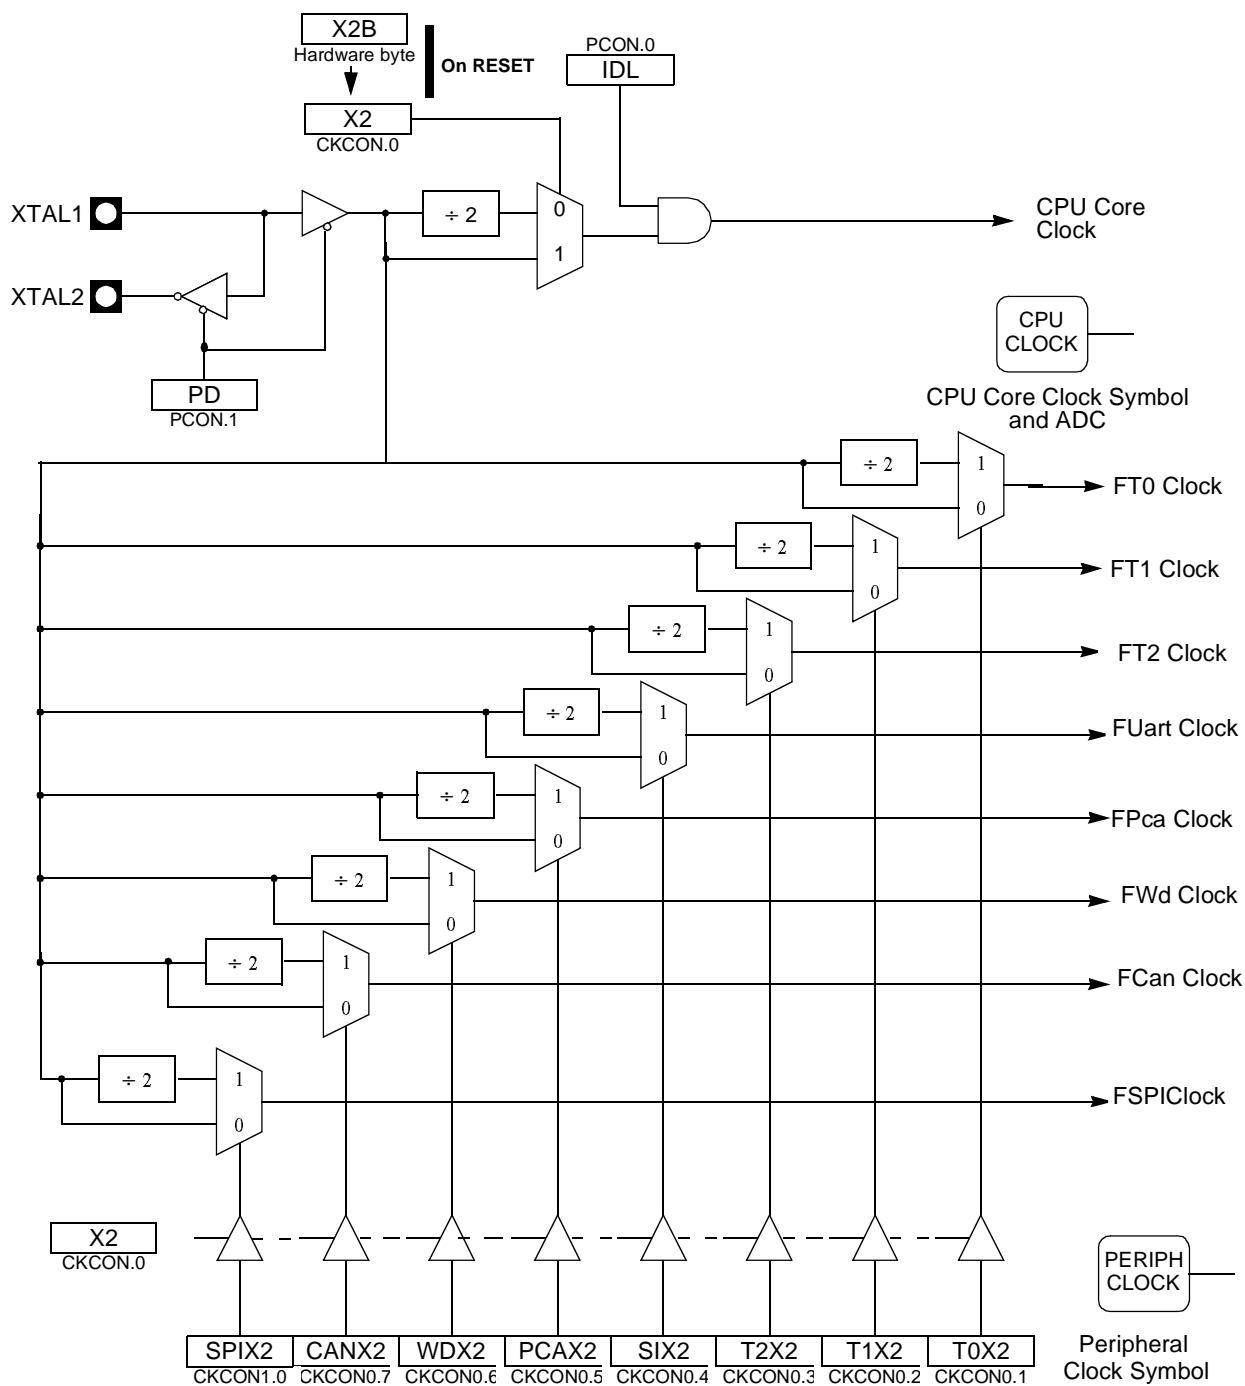 X2B
Hardware byte
On RESET
PCON.0
IDL
X2
CKCON.0
XTAL1
÷ 2
0
1
CPU Core
Clock
XTAL2
CPU
CLOCK
PD
PCON.1
CPU Core Clock Symbol
and ADC
÷ 2
1
0
FT0 Clock
÷ 2
1
0
FT1 Clock
÷ 2
1
0
FT2 Clock
÷ 2
1
0
FUart Clock
÷ 2
1
0
FPca Clock
÷ 2
1
0
FWd Clock
÷ 2
1
0
FCan Clock
÷ 2
1
0
FSPIClock
X2
CKCON.0
PERIPH
CLOCK
SPIX2
CKCON1.0
CANX2
CKCON0.7
WDX2
CKCON0.6
PCAX2
CKCON0.5
SIX2
CKCON0.4
T2X2
CKCON0.3
T1X2
CKCON0.2
T0X2
CKCON0.1
Peripheral
Clock Symbol